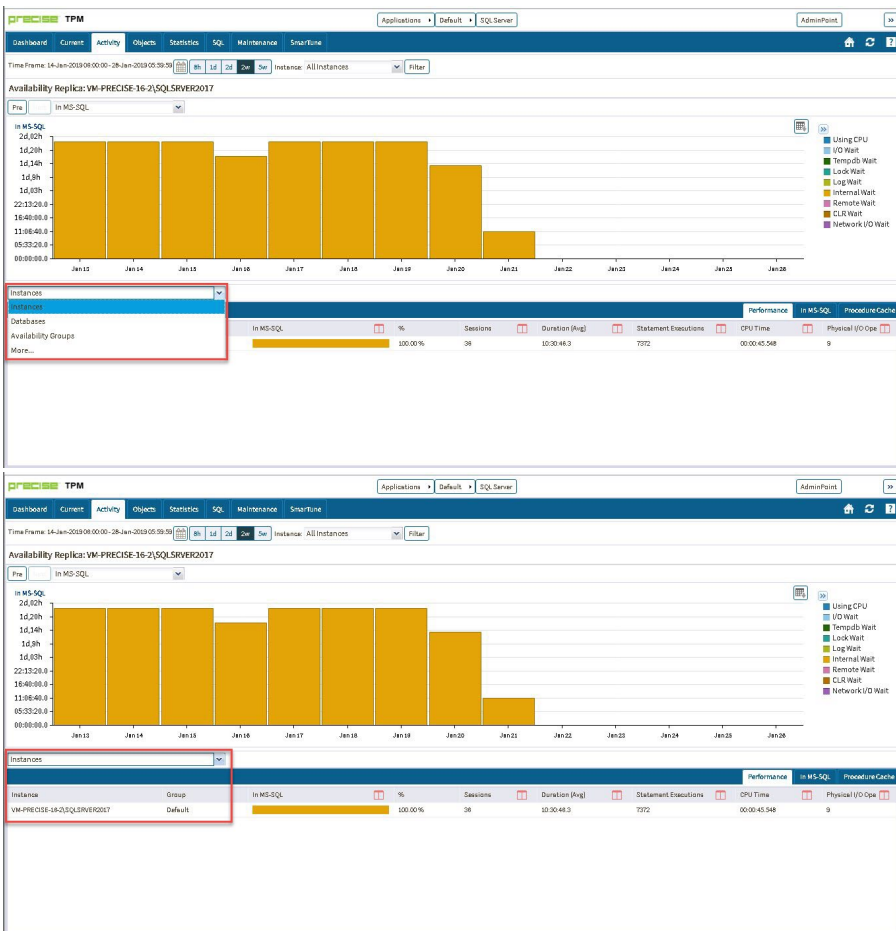 precise TPM Applications Default SQL Server AdminPoint »
Dashboard Current Activity Objects Statistics SQL Maintenance SmarTune ?
Time Frame: 14-Jan-2019 08:00:00 - 28-Jan-2019 05:59:59 8h 1d 2d 2w 5w Instance: All Instances Filter
Availability Replica: VM-PRECISE-16-2\SQLSRVER2017
Pre In MS-SQL
In MS-SQL
2d,02h
1d,20h
1d,14h
1d,9h
1d,03h
22:13:20.0
16:40:00.0
11:06:40.0
05:33:20.0
00:00:00.0
Jan 13 Jan 14 Jan 15 Jan 16 Jan 17 Jan 18 Jan 19 Jan 20 Jan 21 Jan 22 Jan 23 Jan 24 Jan 25 Jan 26
»
Using CPU
I/O Wait
Tempdb Wait
Lock Wait
Log Wait
Internal Wait
Remote Wait
CLR Wait
Network I/O Wait
Instances
Instances
Databases
Availability Groups
More...
Performance In MS-SQL Procedure Cache
In MS-SQL % Sessions Duration (Avg) Statement Executions CPU Time Physical I/O Ope
100.00 % 36 10:30:46.3 7372 00:00:45.548 9
precise TPM Applications Default SQL Server AdminPoint »
Dashboard Current Activity Objects Statistics SQL Maintenance SmarTune ?
Time Frame: 14-Jan-2019 08:00:00 - 28-Jan-2019 05:59:59 8h 1d 2d 2w 5w Instance: All Instances Filter
Availability Replica: VM-PRECISE-16-2\SQLSRVER2017
Pre In MS-SQL
In MS-SQL
2d,02h
1d,20h
1d,14h
1d,9h
1d,03h
22:13:20.0
16:40:00.0
11:06:40.0
05:33:20.0
00:00:00.0
Jan 13 Jan 14 Jan 15 Jan 16 Jan 17 Jan 18 Jan 19 Jan 20 Jan 21 Jan 22 Jan 23 Jan 24 Jan 25 Jan 26
»
Using CPU
I/O Wait
Tempdb Wait
Lock Wait
Log Wait
Internal Wait
Remote Wait
CLR Wait
Network I/O Wait
Instances
Performance In MS-SQL Procedure Cache
Instance Group In MS-SQL % Sessions Duration (Avg) Statement Executions CPU Time Physical I/O Ope
VM-PRECISE-16-2\SQLSRVER2017 Default 100.00 % 36 10:30:46.3 7372 00:00:45.548 9